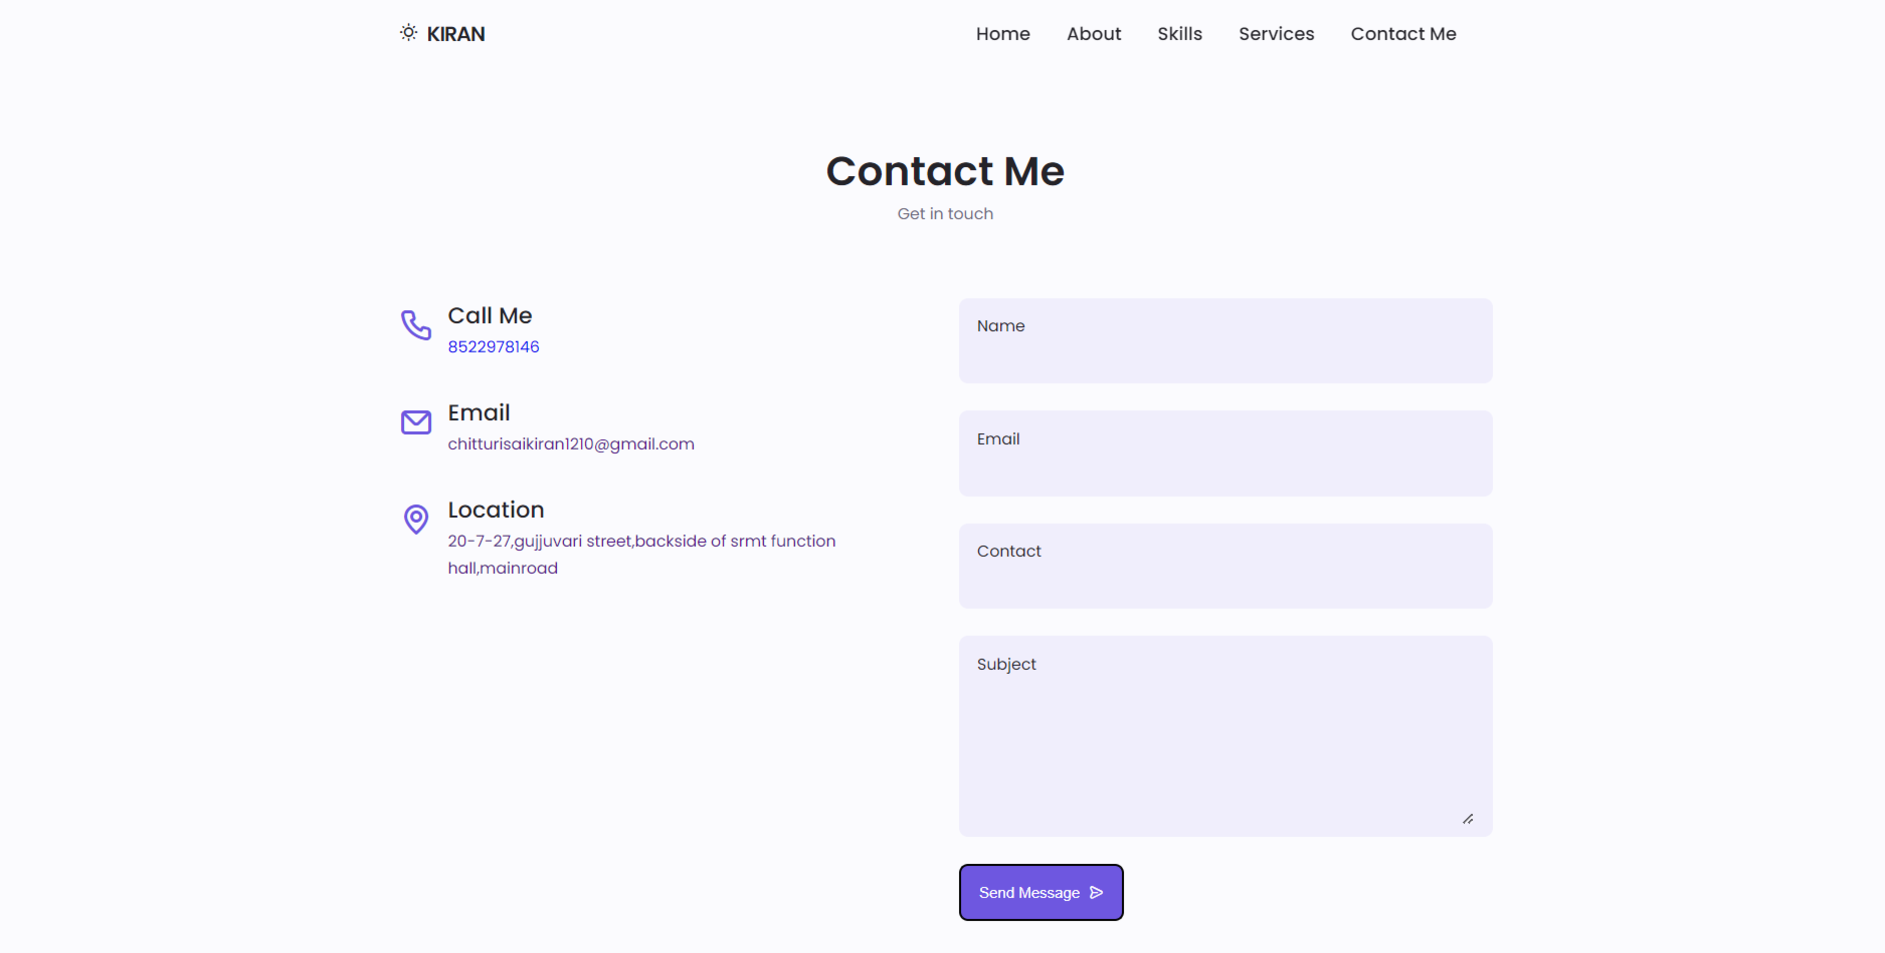 KIRAN
Home About Skills Services Contact Me
Contact Me
Get in touch
Call Me
8522978146
Email
chitturisaikiran1210@gmail.com
Location
20-7-27,gujjuvari street,backside of srmt function
hall,mainroad
Name
Email
Contact
Subject
Send Message